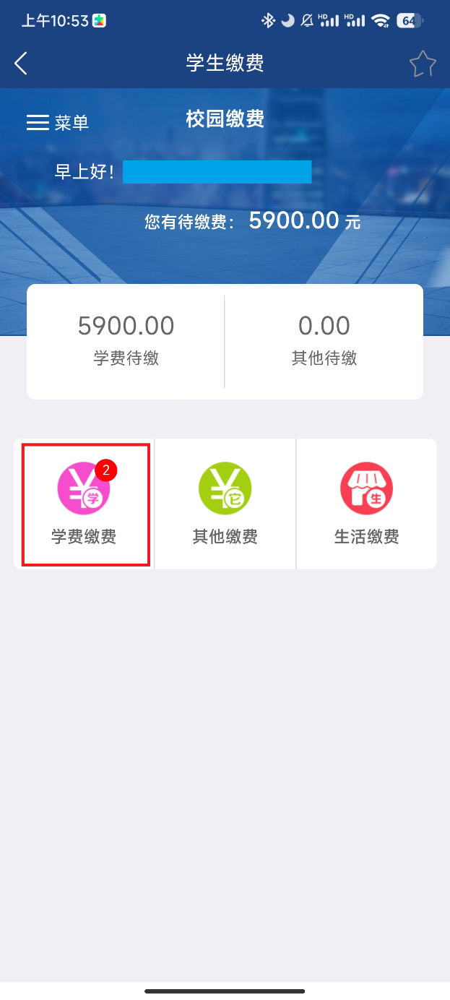 上午10:53 HD HD 64
学生缴费
菜单 校园缴费
早上好！
您有待缴费： 5900.00 元
5900.00 0.00
学费待缴 其他待缴
学 2 它 生
学费缴费 其他缴费 生活缴费